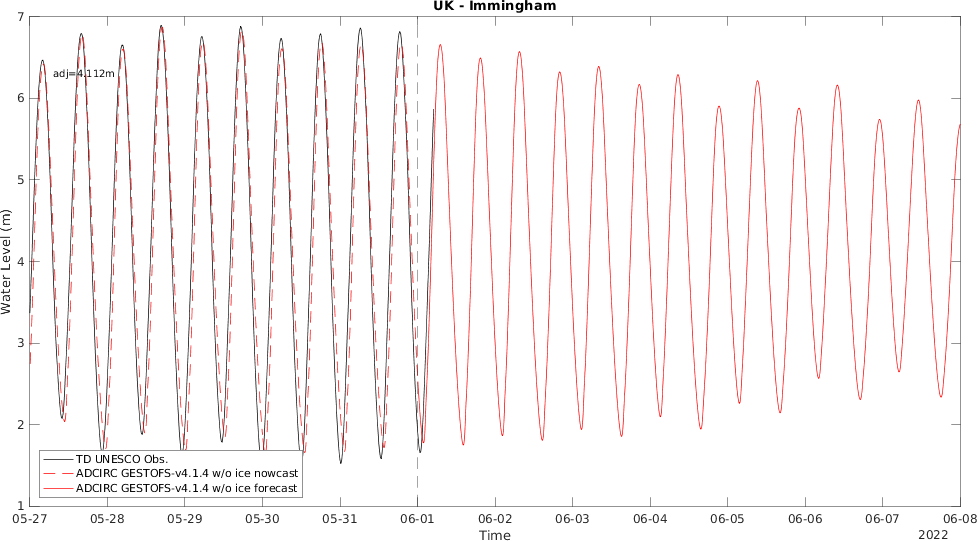 UK - Immingham
7
6
5
4
3
2
1
Water Level (m)
adj=4.112m
TD UNESCO Obs.
ADCIRC GESTOFS-v4.1.4 w/o ice nowcast
ADCIRC GESTOFS-v4.1.4 w/o ice forecast
05-27 05-28 05-29 05-30 05-31 06-01 06-02 06-03 06-04 06-05 06-06 06-07 06-08
Time
2022